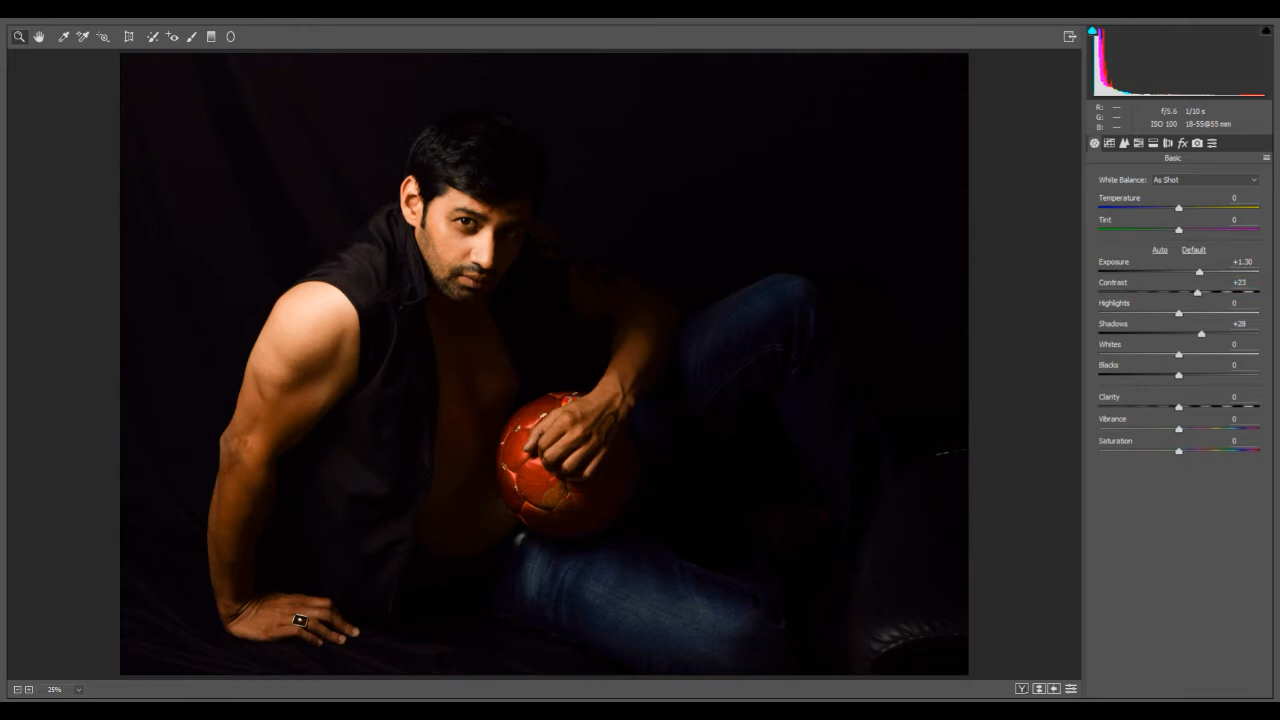 R: ---
G: ---
B: ---
f/5.6 1/10 s
ISO 100 18-55@55 mm
fx
Basic
White Balance: As Shot
Temperature 0
Tint 0
Auto Default
Exposure +1.30
Contrast +23
Highlights 0
Shadows +28
Whites 0
Blacks 0
Clarity 0
Vibrance 0
Saturation 0
25%
Y